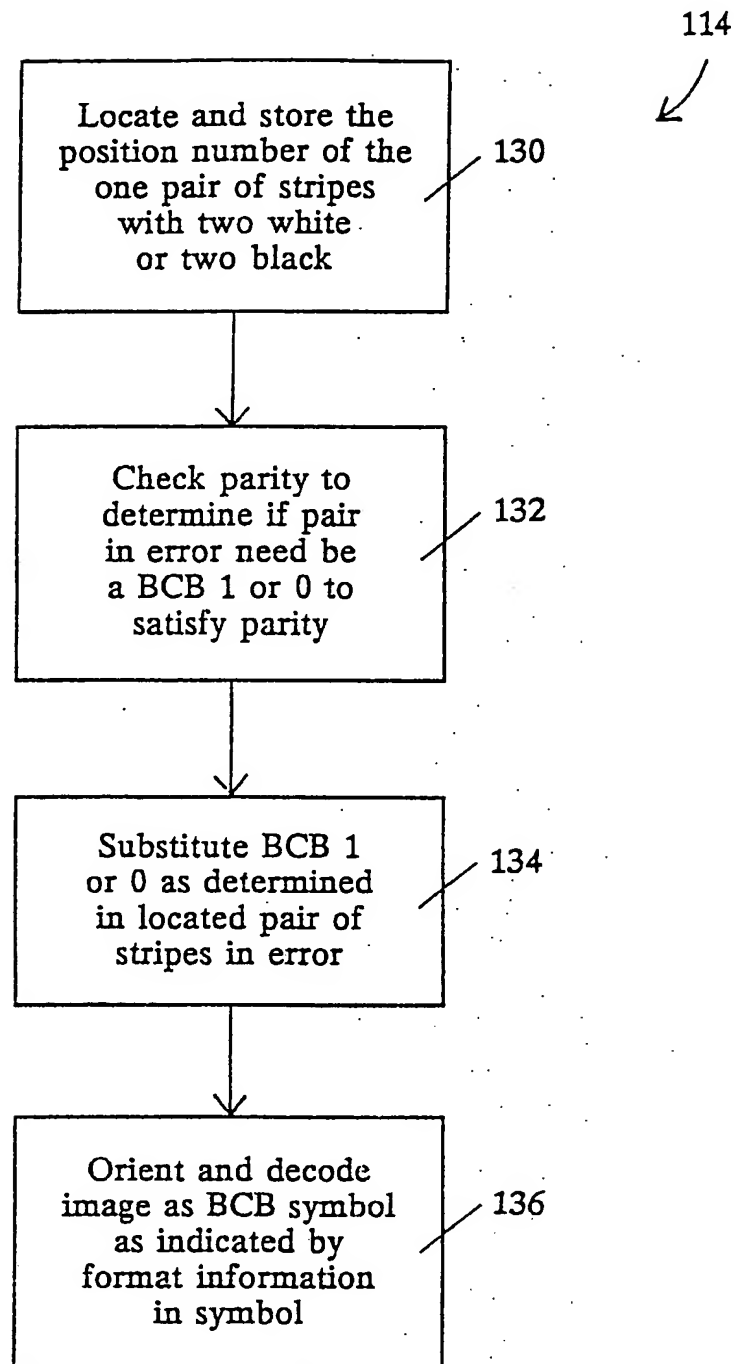 114
Locate and store the
position number of the
one pair of stripes
with two white
or two black
130
Check parity to
determine if pair
in error need be
a BCB 1 or 0 to
satisfy parity
132
Substitute BCB 1
or 0 as determined
in located pair of
stripes in error
134
Orient and decode
image as BCB symbol
as indicated by
format information
in symbol
136